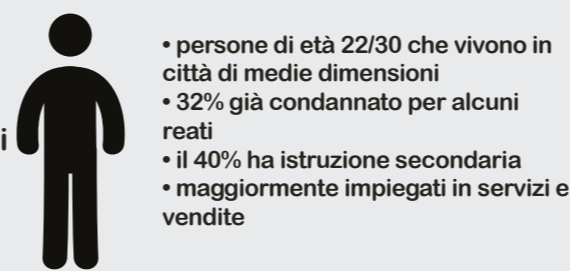 • persone di età 22/30 che vivono in
città di medie dimensioni
• 32% già condannato per alcuni
i reati
• il 40% ha istruzione secondaria
• maggiormente impiegati in servizi e
vendite